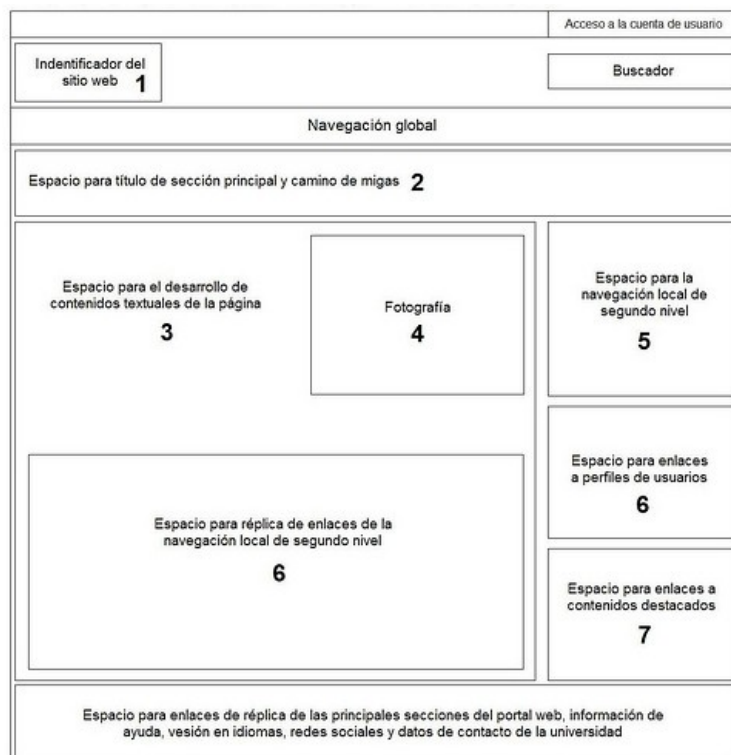 Acceso a la cuenta de usuario
Indentificador del
sitio web 1
Buscador
Navegación global
Espacio para título de sección principal y camino de migas 2
Espacio para el desarrollo de
contenidos textuales de la página
3
Fotografía
4
Espacio para la
navegación local de
segundo nivel
5
Espacio para enlaces
a perfiles de usuarios
6
Espacio para réplica de enlaces de la
navegación local de segundo nivel
6
Espacio para enlaces a
contenidos destacados
7
Espacio para enlaces de réplica de las principales secciones del portal web, información de
ayuda, vesión en idiomas, redes sociales y datos de contacto de la universidad